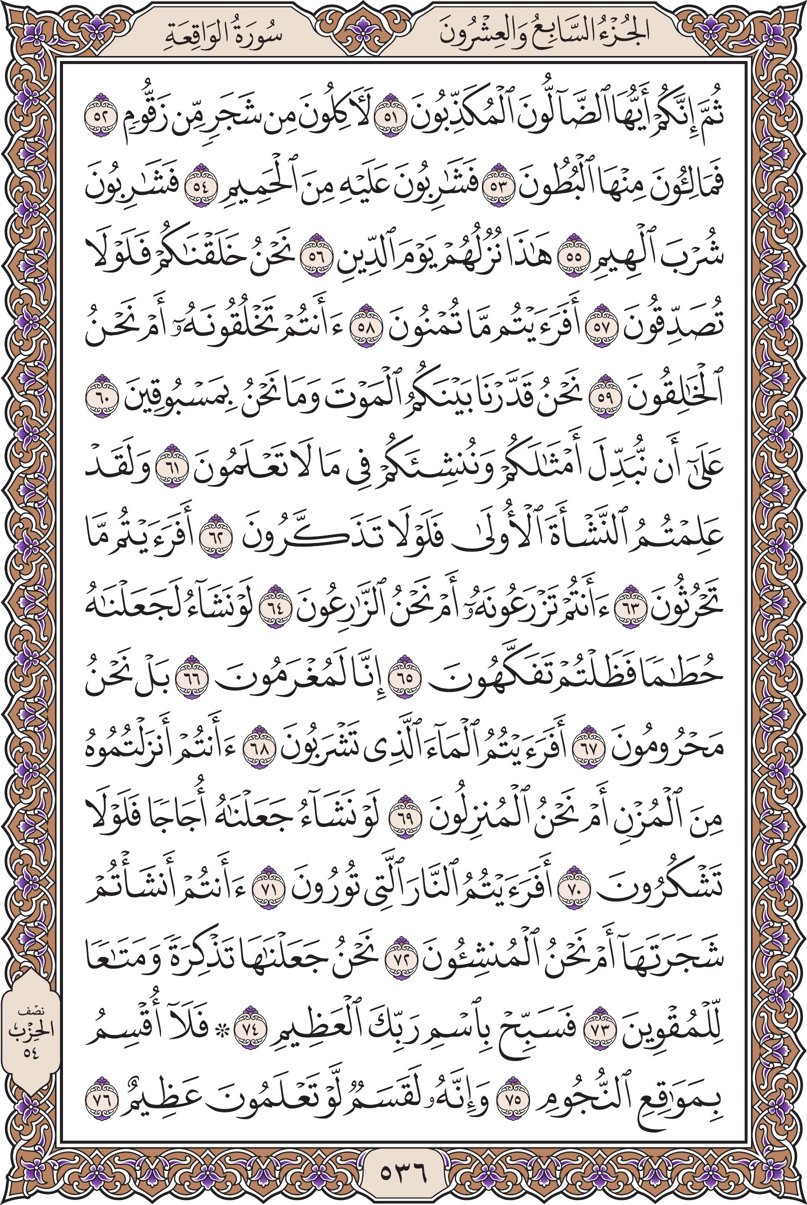 الجُزْءُ السَّابِعُ وَالعِشْرُونَ
سُورَةُ الوَاقِعَةِ
ثُمَّ إِنَّكُمْ أَيُّهَا ٱلضَّآلُّونَ ٱلْمُكَذِّبُونَ ٥١ لَأٓكِلُونَ مِن شَجَرٍ مِّن زَقُّومٍ ٥٢
فَمَالِـُٔونَ مِنْهَا ٱلْبُطُونَ ٥٣ فَشَـٰرِبُونَ عَلَيْهِ مِنَ ٱلْحَمِيمِ ٥٤ فَشَـٰرِبُونَ
شُرْبَ ٱلْهِيمِ ٥٥ هَـٰذَا نُزُلُهُمْ يَوْمَ ٱلدِّينِ ٥٦ نَحْنُ خَلَقْنَـٰكُمْ فَلَوْلَا
تُصَدِّقُونَ ٥٧ أَفَرَءَيْتُم مَّا تُمْنُونَ ٥٨ ءَأَنتُمْ تَخْلُقُونَهُۥٓ أَمْ نَحْنُ
ٱلْخَـٰلِقُونَ ٥٩ نَحْنُ قَدَّرْنَا بَيْنَكُمُ ٱلْمَوْتَ وَمَا نَحْنُ بِمَسْبُوقِينَ ٦٠
عَلَىٰٓ أَن نُّبَدِّلَ أَمْثَـٰلَكُمْ وَنُنشِئَكُمْ فِى مَا لَا تَعْلَمُونَ ٦١ وَلَقَدْ
عَلِمْتُمُ ٱلنَّشْأَةَ ٱلْأُولَىٰ فَلَوْلَا تَذَكَّرُونَ ٦٢ أَفَرَءَيْتُم مَّا
تَحْرُثُونَ ٦٣ ءَأَنتُمْ تَزْرَعُونَهُۥٓ أَمْ نَحْنُ ٱلزَّٰرِعُونَ ٦٤ لَوْ نَشَآءُ لَجَعَلْنَـٰهُ
حُطَـٰمًا فَظَلْتُمْ تَفَكَّهُونَ ٦٥ إِنَّا لَمُغْرَمُونَ ٦٦ بَلْ نَحْنُ
مَحْرُومُونَ ٦٧ أَفَرَءَيْتُمُ ٱلْمَآءَ ٱلَّذِى تَشْرَبُونَ ٦٨ ءَأَنتُمْ أَنزَلْتُمُوهُ
مِنَ ٱلْمُزْنِ أَمْ نَحْنُ ٱلْمُنزِلُونَ ٦٩ لَوْ نَشَآءُ جَعَلْنَـٰهُ أُجَاجًا فَلَوْلَا
تَشْكُرُونَ ٧٠ أَفَرَءَيْتُمُ ٱلنَّارَ ٱلَّتِى تُورُونَ ٧١ ءَأَنتُمْ أَنشَأْتُمْ
شَجَرَتَهَآ أَمْ نَحْنُ ٱلْمُنشِـُٔونَ ٧٢ نَحْنُ جَعَلْنَـٰهَا تَذْكِرَةً وَمَتَـٰعًا
لِّلْمُقْوِينَ ٧٣ فَسَبِّحْ بِٱسْمِ رَبِّكَ ٱلْعَظِيمِ ٧٤ ۞ فَلَآ أُقْسِمُ
بِمَوَٰقِعِ ٱلنُّجُومِ ٧٥ وَإِنَّهُۥ لَقَسَمٌ لَّوْ تَعْلَمُونَ عَظِيمٌ ٧٦
نصْف
الحِزْب
٥٤
٥٣٦